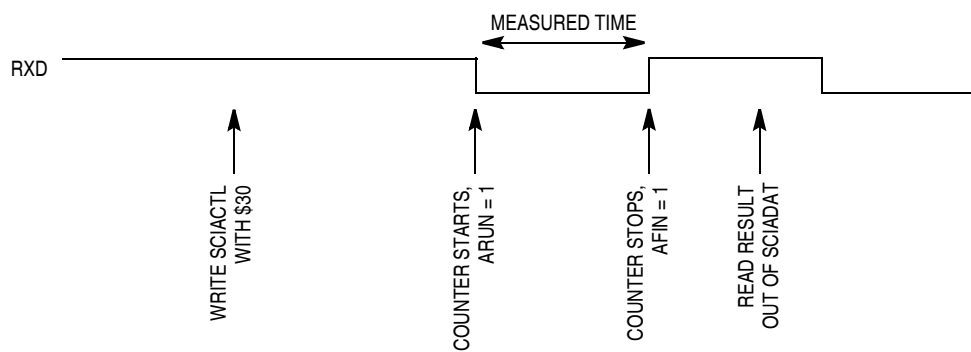 MEASURED TIME
RXD
WRITE SCIACTL
WITH $30
COUNTER STARTS,
ARUN = 1
COUNTER STOPS,
AFIN = 1
READ RESULT
OUT OF SCIADAT